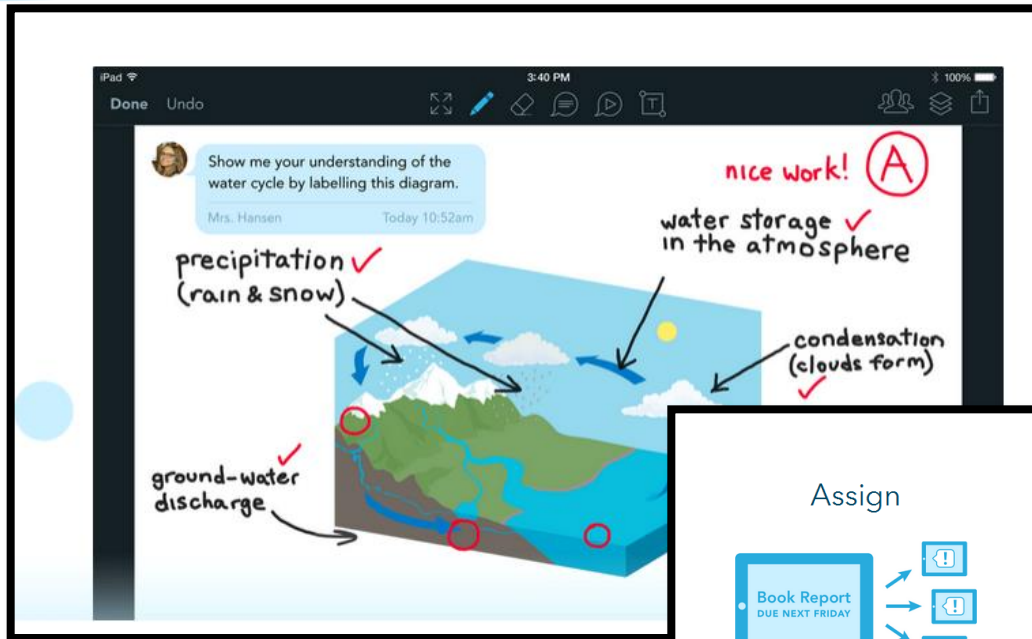 iPad 3:40 PM 100%
Done Undo
T
Show me your understanding of the
water cycle by labelling this diagram.
Mrs. Hansen Today 10:52am
nice work! A
water storage
in the atmosphere
precipitation
(rain & snow)
condensation
(clouds form)
ground-water
discharge
Assign
Book Report
DUE NEXT FRIDAY
!
!